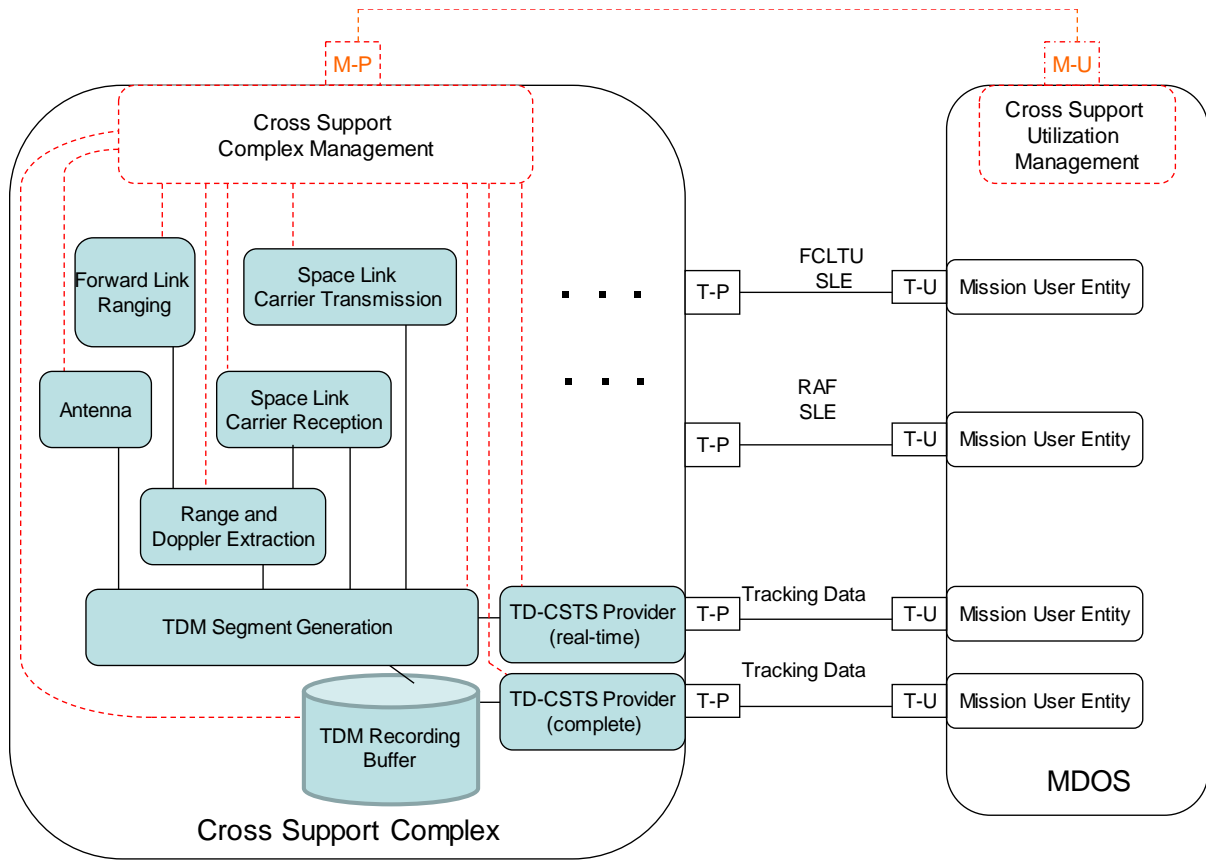 M-P
M-U
Cross Support
Complex Management
Cross Support
Utilization
Management
Forward Link
Ranging
Space Link
Carrier Transmission
. . .
FCLTU
SLE
T-P
T-U
Mission User Entity
Antenna
Space Link
Carrier Reception
. . .
RAF
SLE
T-P
T-U
Mission User Entity
Range and
Doppler Extraction
TDM Segment Generation
TD-CSTS Provider
(real-time)
T-P
Tracking Data
T-U
Mission User Entity
TDM Recording
Buffer
TD-CSTS Provider
(complete)
T-P
Tracking Data
T-U
Mission User Entity
MDOS
Cross Support Complex